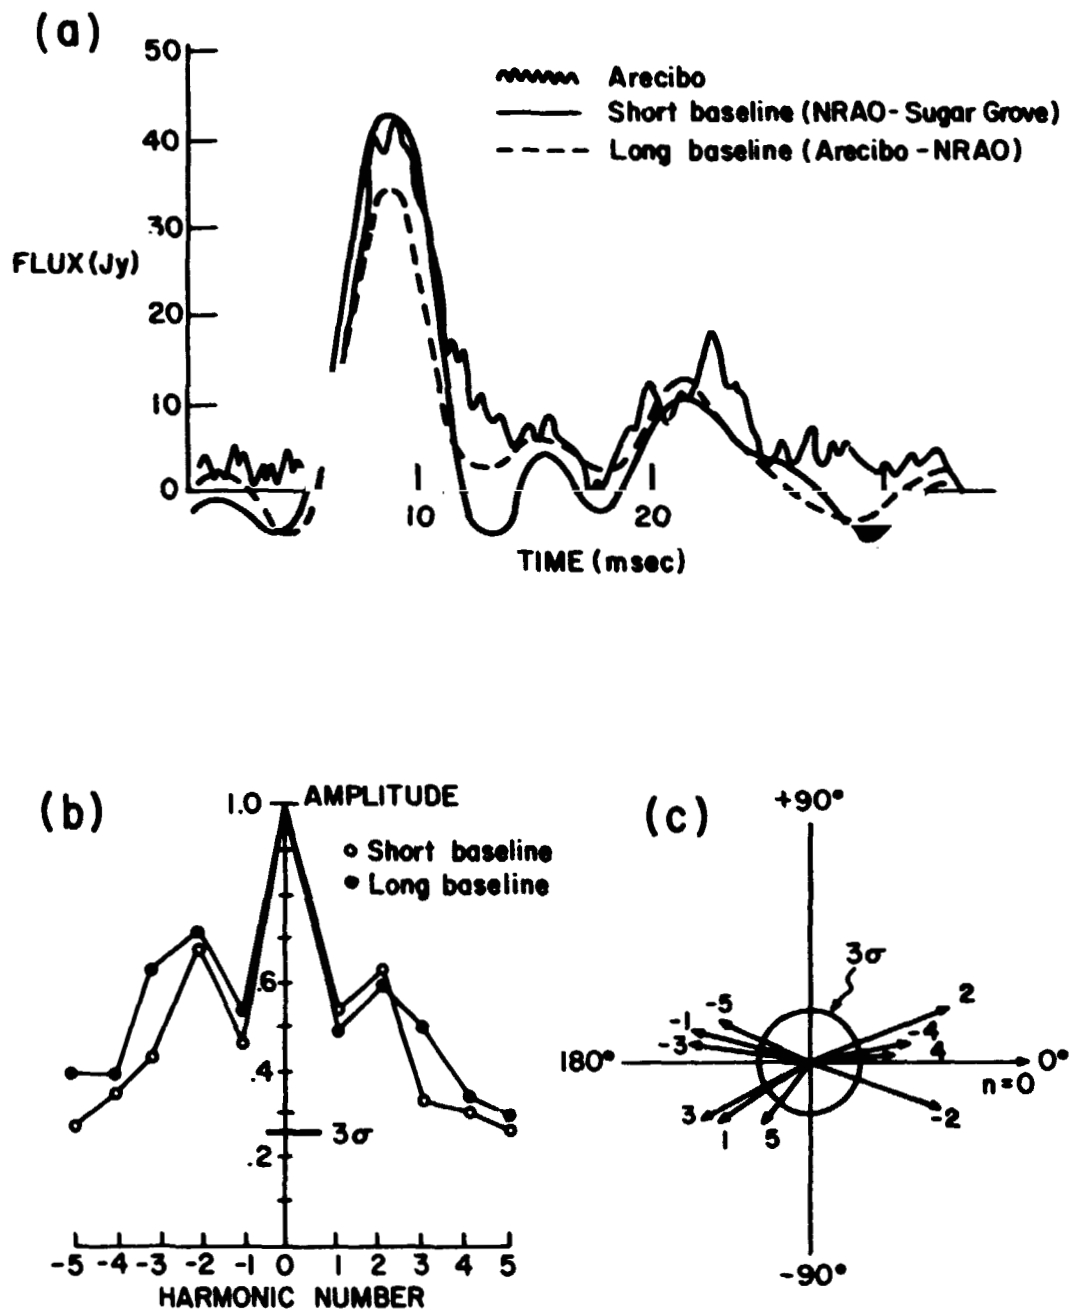 (a)
50
40
30
FLUX (Jy)
20
10
0
10
20
TIME (msec)
Arecibo
Short baseline (NRAO-Sugar Grove)
Long baseline (Arecibo-NRAO)
(b)
1.0
AMPLITUDE
Short baseline
Long baseline
.6
.4
3σ
.2
-5 -4 -3 -2 -1 0 1 2 3 4 5
HARMONIC NUMBER
(c)
+90°
3σ
2
-5
-1
-4
-3
4
180°
0°
n=0
3
1
5
-2
-90°